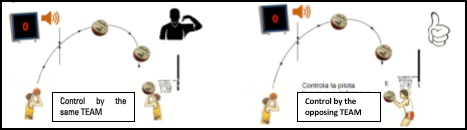 0
Control by the
same TEAM
0
Controla la pilota
E
Control by the
opposing TEAM